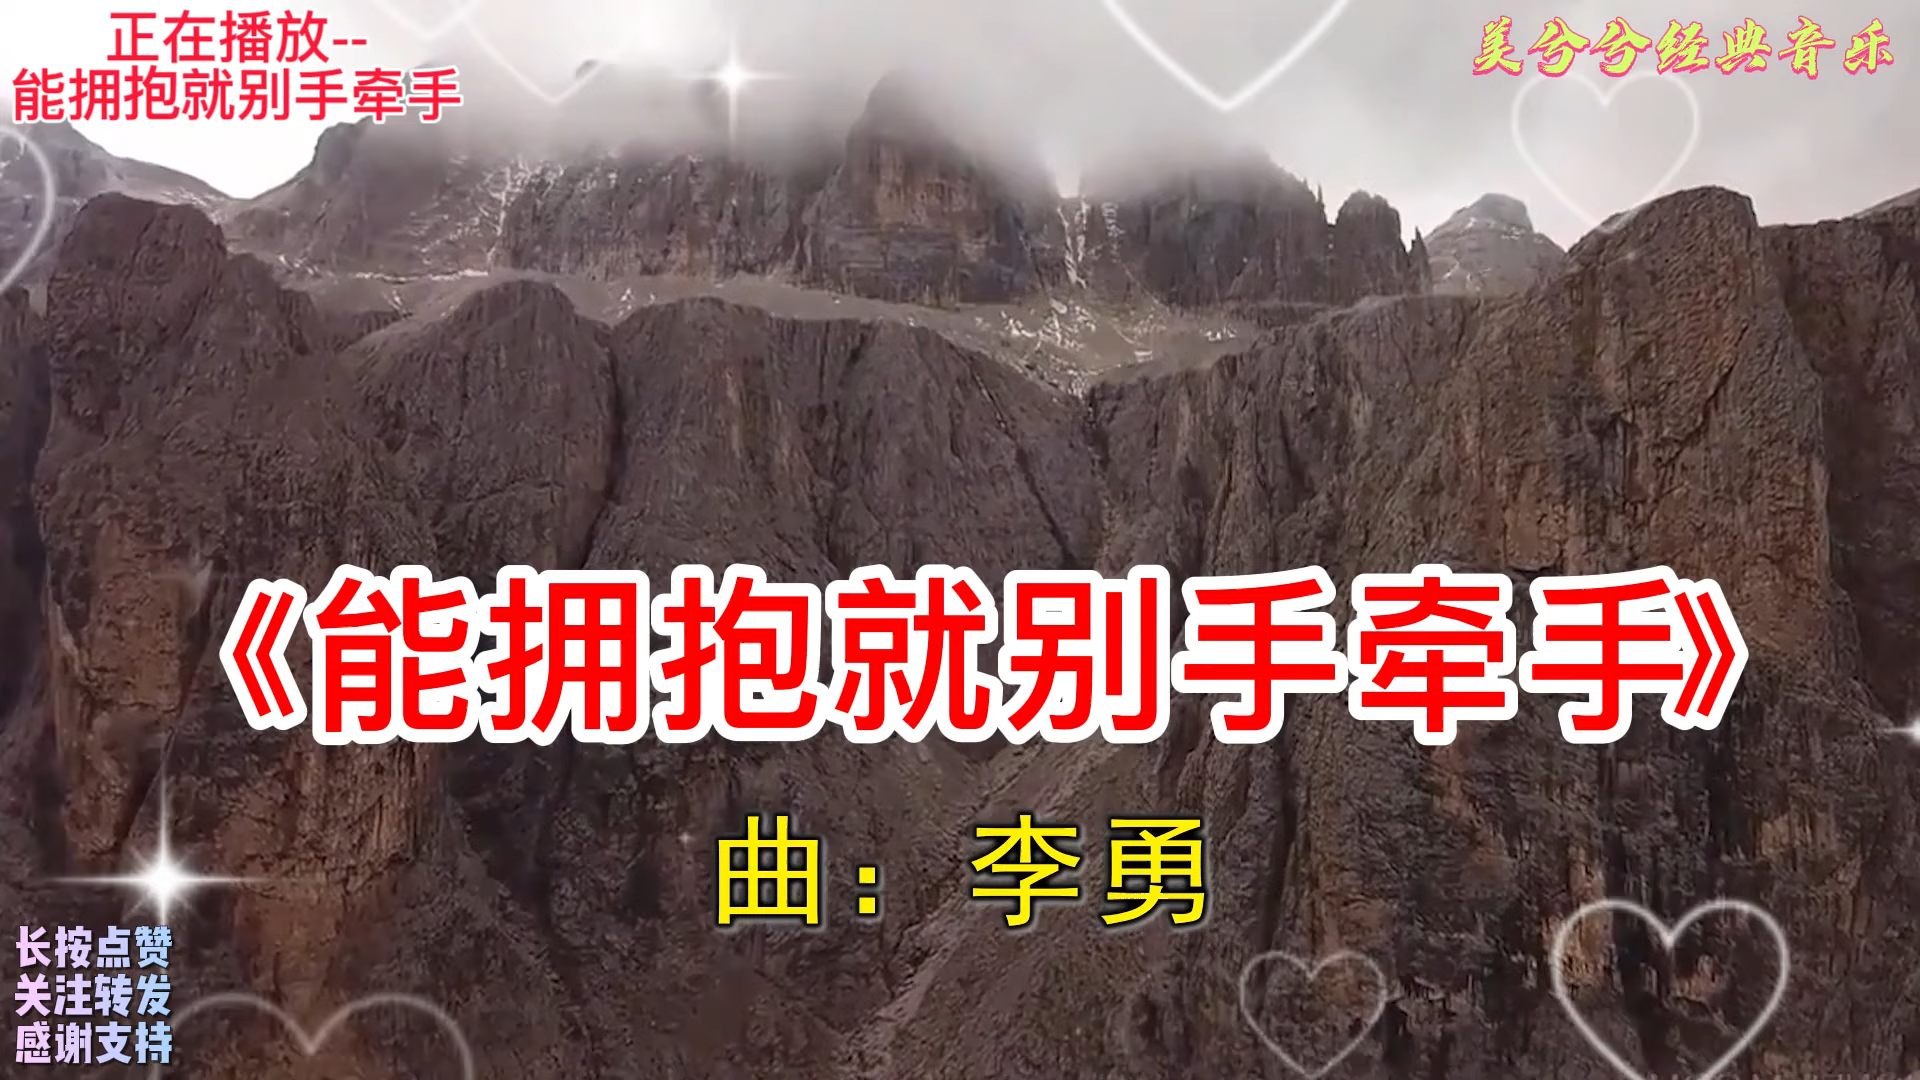 正在播放--
能拥抱就别手牵手
美兮兮经典音乐
《能拥抱就别手牵手》
曲：李勇
长按点赞
关注转发
感谢支持